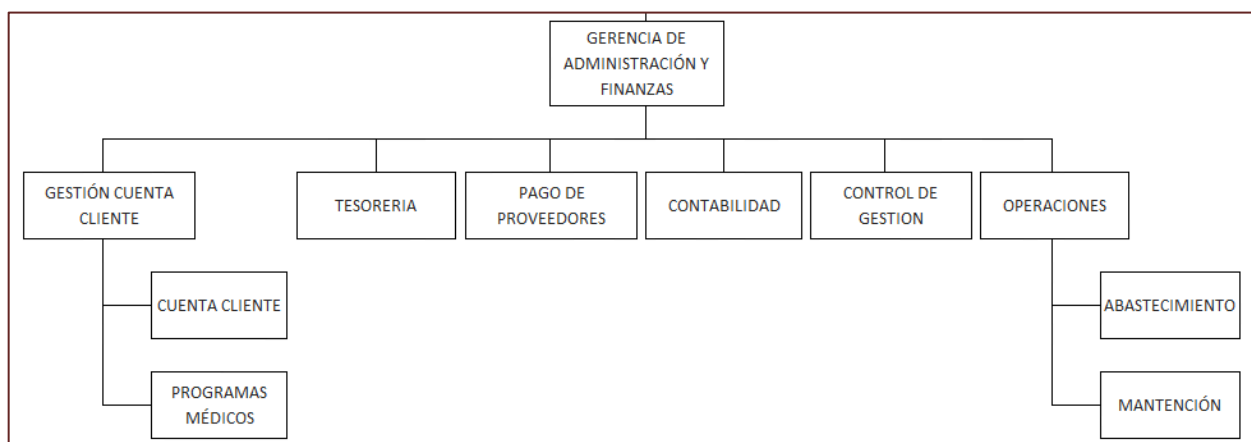 GERENCIA DE
ADMINISTRACIÓN Y
FINANZAS
GESTIÓN CUENTA
CLIENTE
TESORERIA
PAGO DE
PROVEEDORES
CONTABILIDAD
CONTROL DE
GESTION
OPERACIONES
CUENTA CLIENTE
ABASTECIMIENTO
PROGRAMAS
MÉDICOS
MANTENCIÓN